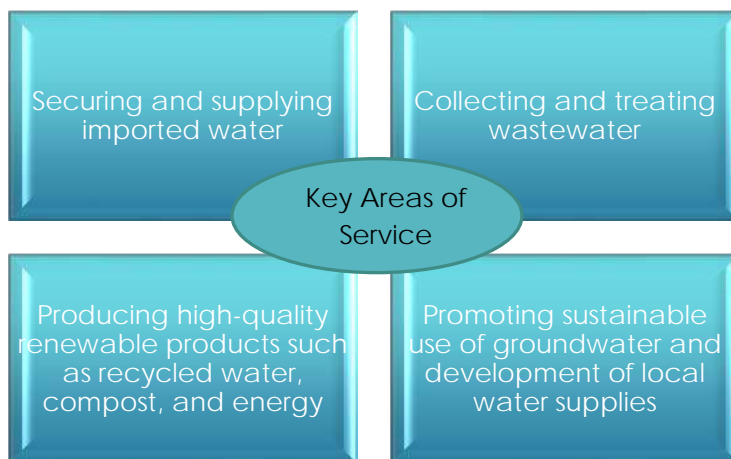 Securing and supplying
imported water
Collecting and treating
wastewater
Key Areas of
Service
Producing high-quality
renewable products such
as recycled water,
compost, and energy
Promoting sustainable
use of groundwater and
development of local
water supplies